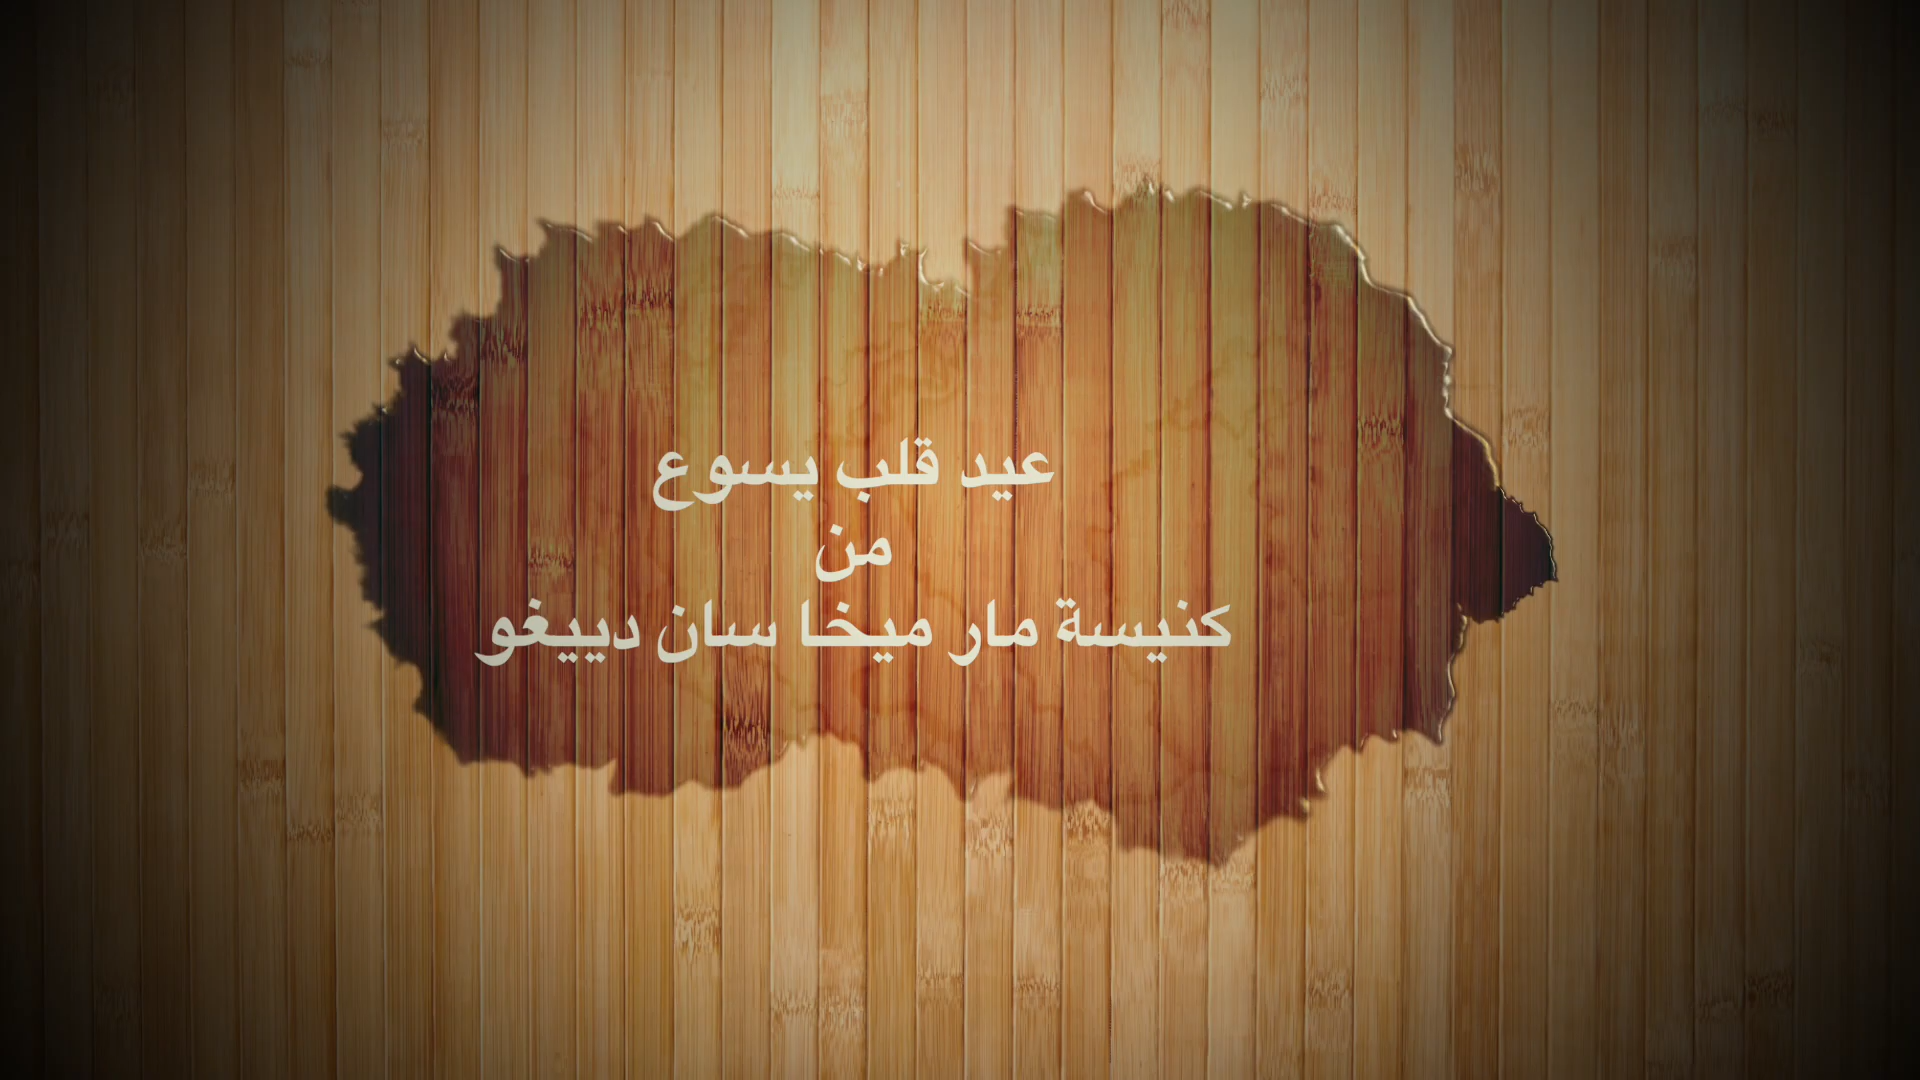 عيد قلب يسوع
من
كنيسة مار ميخا سان دييغو